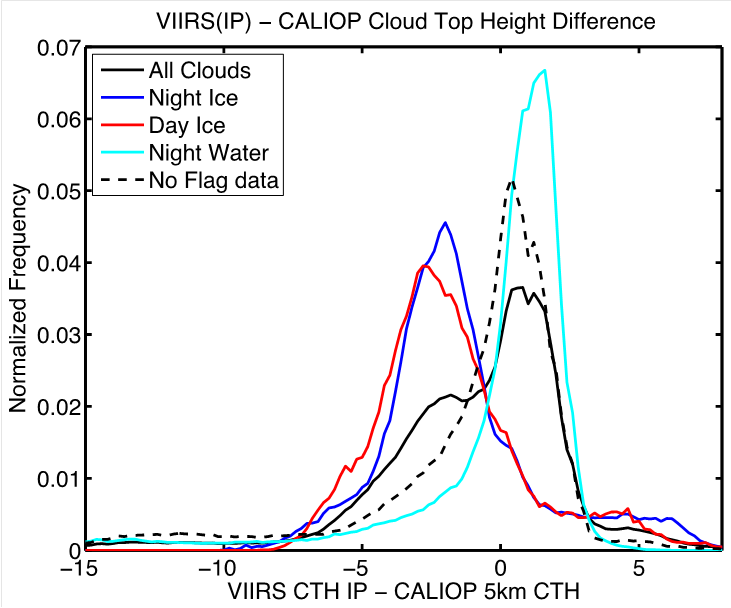 VIIRS(IP) − CALIOP Cloud Top Height Difference
0.07
0.06
0.05
0.04
0.03
0.02
0.01
0
Normalized Frequency
All Clouds
Night Ice
Day Ice
Night Water
No Flag data
−15 −10 −5 0 5
VIIRS CTH IP − CALIOP 5km CTH